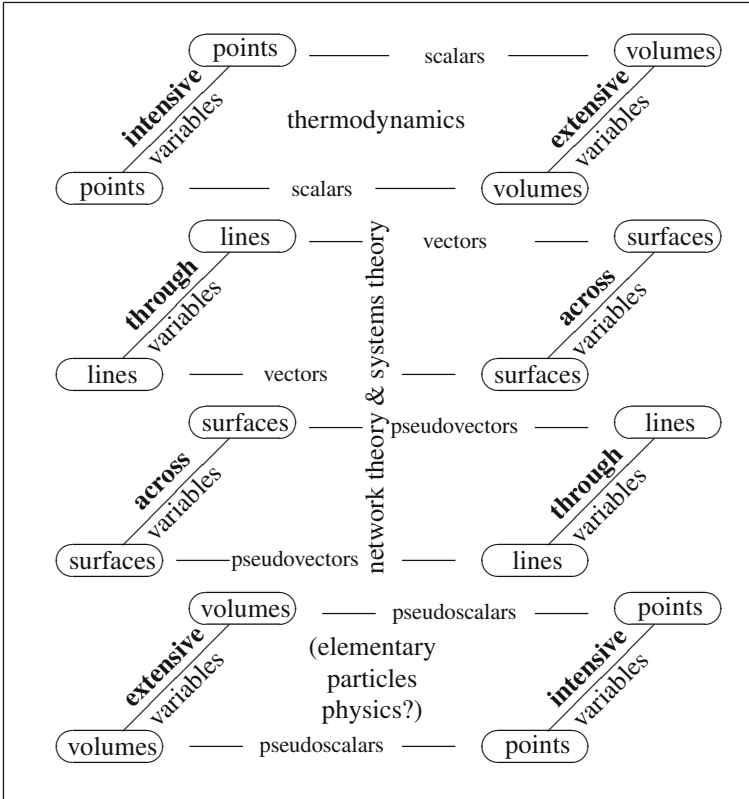 points
scalars
volumes
intensive
variables
thermodynamics
extensive
variables
points
scalars
volumes
lines
vectors
surfaces
through
variables
network theory & systems theory
across
variables
lines
vectors
surfaces
surfaces
pseudovectors
lines
across
variables
through
variables
surfaces
pseudovectors
lines
volumes
pseudoscalars
points
extensive
variables
(elementary
particles
physics?)
intensive
variables
volumes
pseudoscalars
points